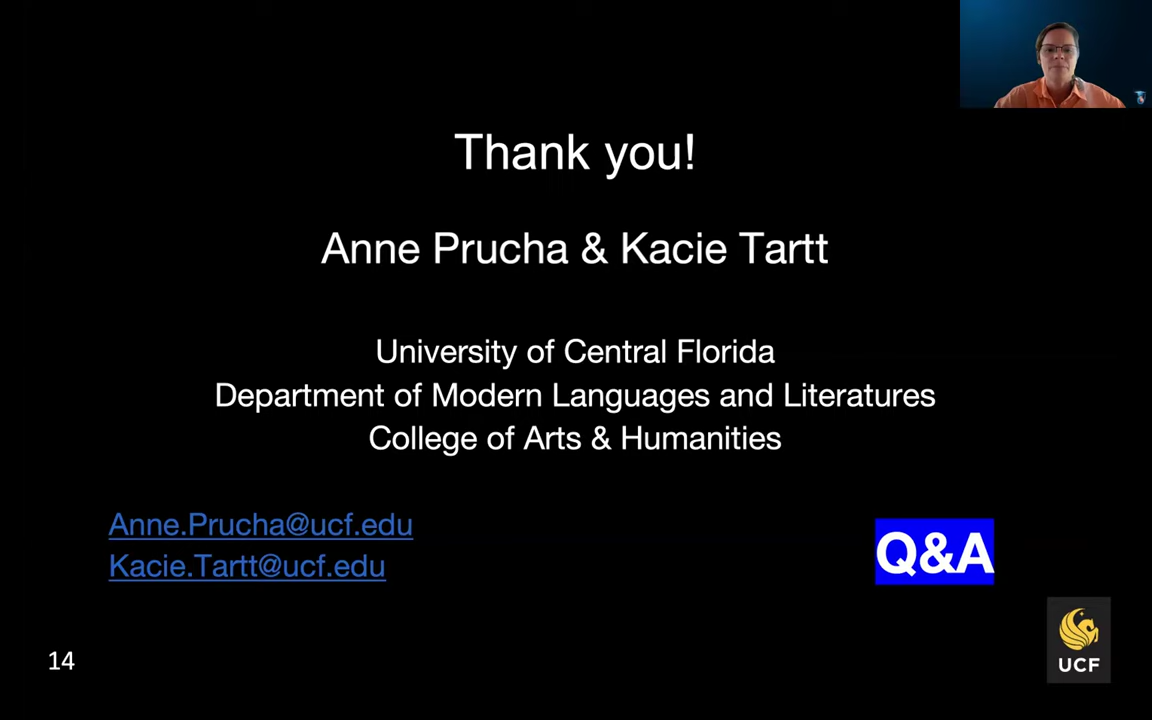 Thank you!
Anne Prucha & Kacie Tartt
University of Central Florida
Department of Modern Languages and Literatures
College of Arts & Humanities
Anne.Prucha@ucf.edu
Kacie.Tartt@ucf.edu
Q&A
UCF
14